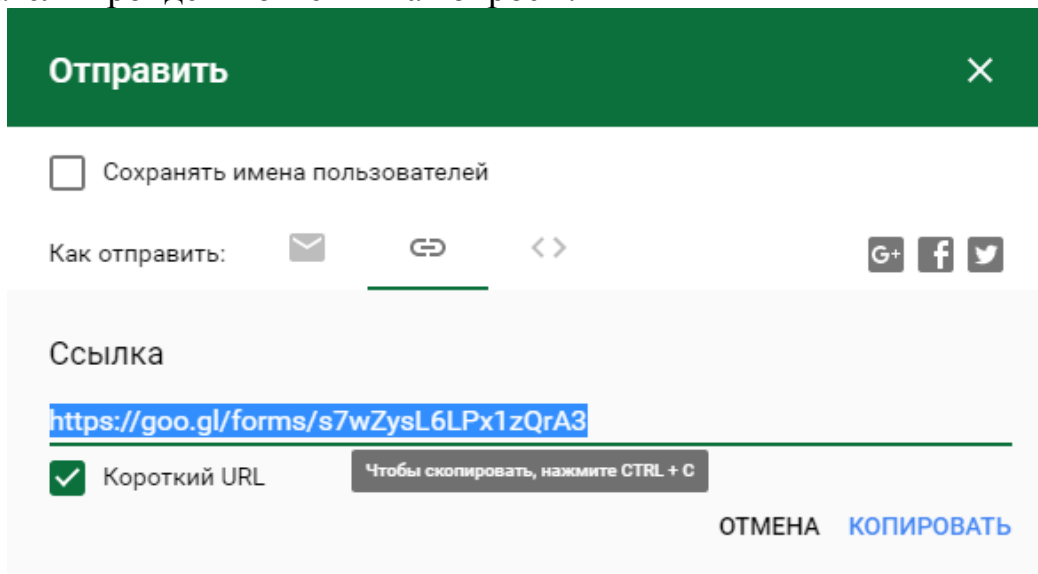 Отправить
Сохранять имена пользователей
Как отправить:
G+
Ссылка
https://goo.gl/forms/s7wZysL6LPx1zQrA3
Короткий URL
Чтобы скопировать, нажмите CTRL + C
ОТМЕНА КОПИРОВАТЬ